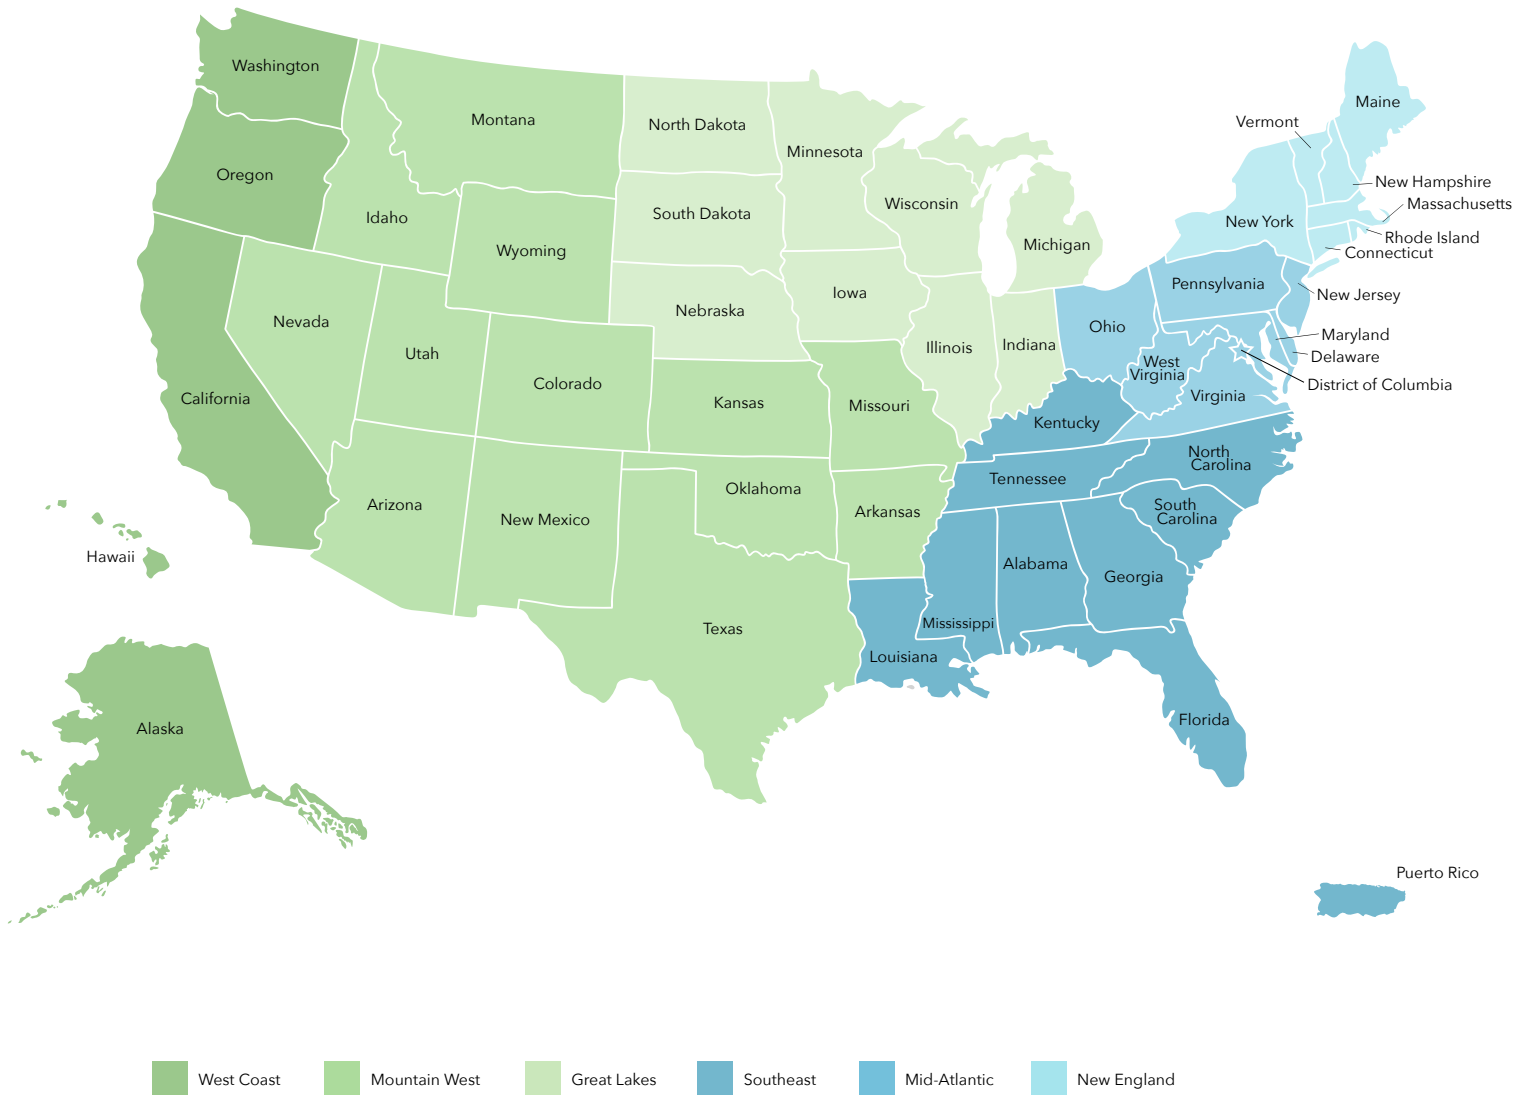 Washington
Montana
North Dakota
Minnesota
Vermont
Maine
Oregon
Idaho
South Dakota
Wisconsin
Michigan
New York
New Hampshire
Massachusetts
Rhode Island
Connecticut
Wyoming
Nebraska
Iowa
Pennsylvania
New Jersey
Nevada
Utah
Colorado
Illinois
Indiana
Ohio
Maryland
Delaware
District of Columbia
West
Virginia
Virginia
California
Kansas
Missouri
Kentucky
North
Carolina
Tennessee
Arizona
New Mexico
Oklahoma
Arkansas
South
Carolina
Hawaii
Alabama
Georgia
Texas
Mississippi
Louisiana
Florida
Alaska
Puerto Rico
West Coast
Mountain West
Great Lakes
Southeast
Mid-Atlantic
New England